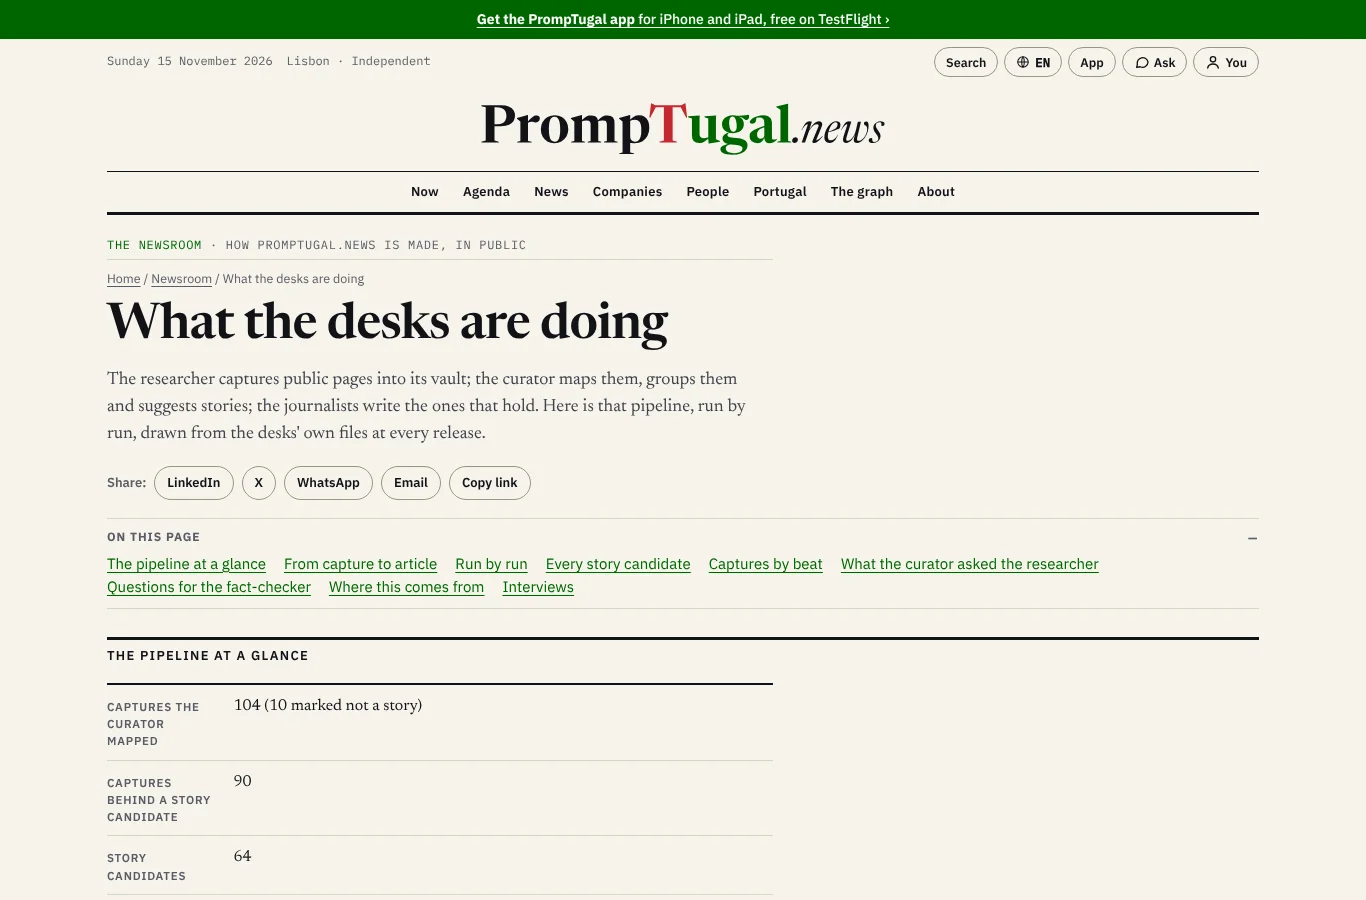 Get the PrompTugal app for iPhone and iPad, free on TestFlight ›
Sunday 15 November 2026 Lisbon · Independent
Search EN App Ask You
PrompTugal.news
Now Agenda News Companies People Portugal The graph About
THE NEWSROOM · HOW PROMPTUGAL.NEWS IS MADE, IN PUBLIC
Home / Newsroom / What the desks are doing
What the desks are doing
The researcher captures public pages into its vault; the curator maps them, groups them
and suggests stories; the journalists write the ones that hold. Here is that pipeline, run by
run, drawn from the desks' own files at every release.
Share: LinkedIn X WhatsApp Email Copy link
ON THIS PAGE –
The pipeline at a glance From capture to article Run by run Every story candidate Captures by beat What the curator asked the researcher
Questions for the fact-checker Where this comes from Interviews
THE PIPELINE AT A GLANCE
CAPTURES THE 104 (10 marked not a story)
CURATOR
MAPPED
CAPTURES 90
BEHIND A STORY
CANDIDATE
STORY 64
CANDIDATES